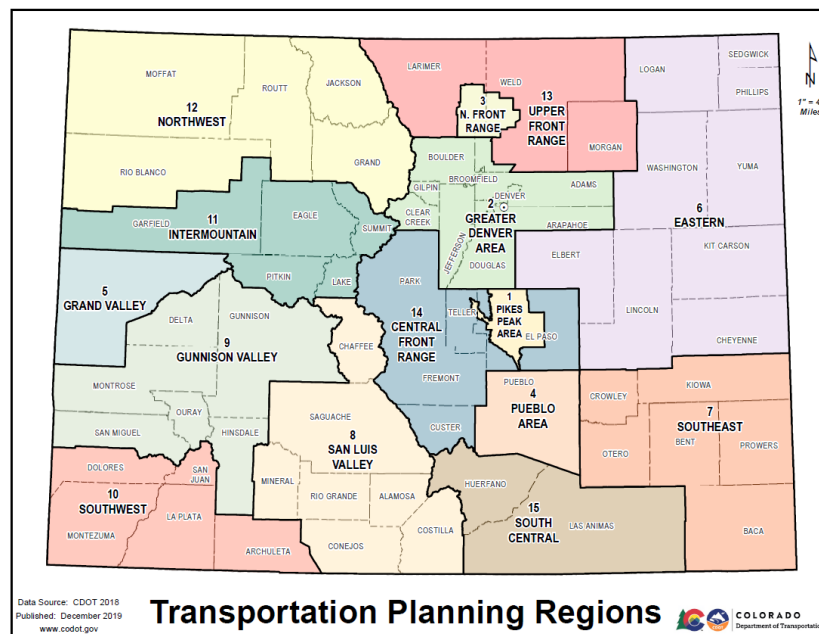 MOFFAT
ROUTT
JACKSON
LARIMER
WELD
LOGAN
SEDGWICK
PHILLIPS
12
NORTHWEST
3
N. FRONT
RANGE
13
UPPER
FRONT
RANGE
1" = 4
Miles
RIO BLANCO
GRAND
BOULDER
MORGAN
WASHINGTON
YUMA
GILPIN
BROOMFIELD
DENVER
ADAMS
CLEAR
CREEK
2
GREATER
DENVER
AREA
ARAPAHOE
6
EASTERN
GARFIELD
11
INTERMOUNTAIN
EAGLE
SUMMIT
JEFFERSON
DOUGLAS
ELBERT
KIT CARSON
PITKIN
LAKE
PARK
5
GRAND VALLEY
DELTA
GUNNISON
9
GUNNISON VALLEY
CHAFFEE
14
CENTRAL
FRONT
RANGE
TELLER
1
PIKES
PEAK
AREA
EL PASO
LINCOLN
CHEYENNE
MONTROSE
OURAY
FREMONT
PUEBLO
4
PUEBLO
AREA
CROWLEY
KIOWA
7
SOUTHEAST
SAN MIGUEL
HINSDALE
SAGUACHE
8
SAN LUIS
VALLEY
CUSTER
OTERO
BENT
PROWERS
DOLORES
SAN
JUAN
10
SOUTHWEST
MINERAL
RIO GRANDE
ALAMOSA
HUERFANO
15
SOUTH
CENTRAL
LAS ANIMAS
MONTEZUMA
LA PLATA
ARCHULETA
CONEJOS
COSTILLA
BACA
Data Source: CDOT 2018
Published: December 2019
www.codot.gov
Transportation Planning Regions
COLORADO
Department of Transportatio